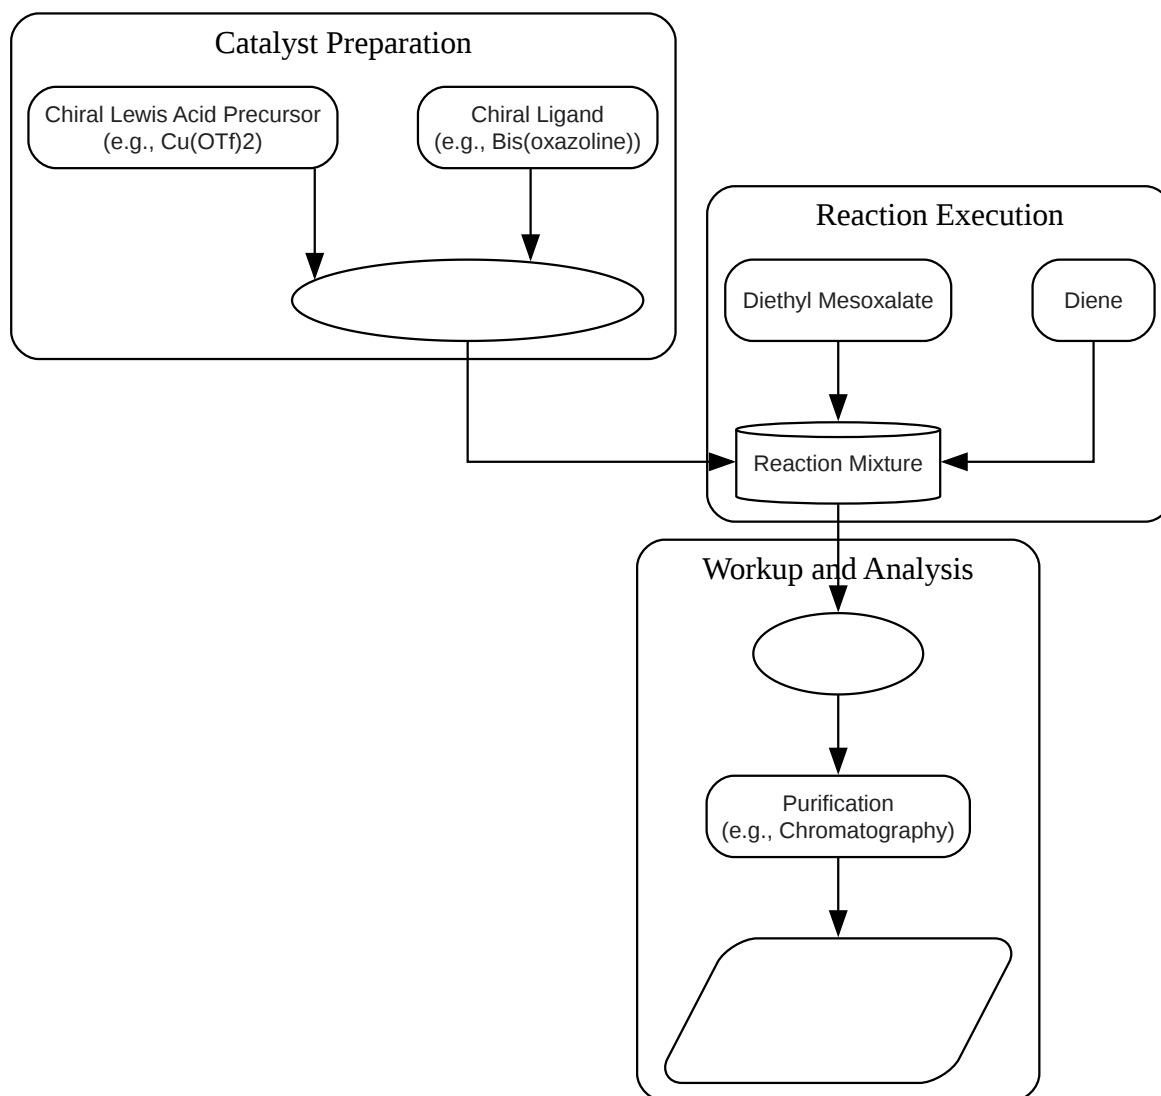 Catalyst Preparation
Chiral Lewis Acid Precursor
(e.g., Cu(OTf)2)
Chiral Ligand
(e.g., Bis(oxazoline))
Reaction Execution
Diethyl Mesoxalate
Diene
Reaction Mixture
Workup and Analysis
Purification
(e.g., Chromatography)